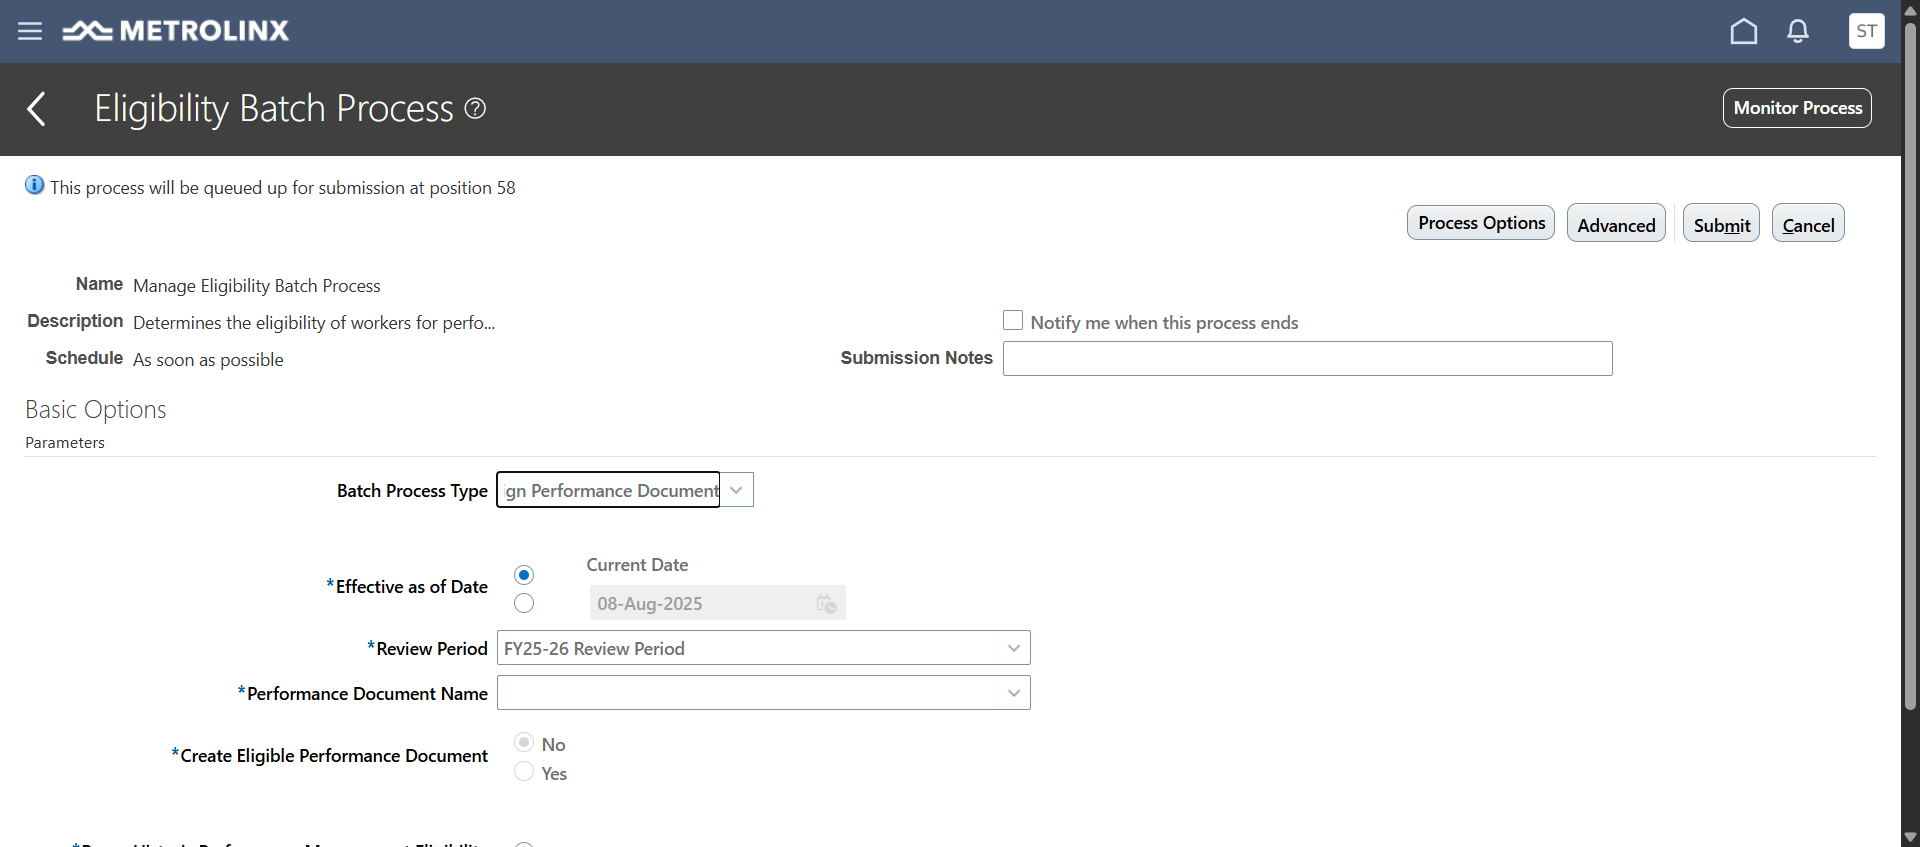 METROLINX
ST
Eligibility Batch Process
Monitor Process
This process will be queued up for submission at position 58
Process Options
Advanced
Submit
Cancel
Name Manage Eligibility Batch Process
Description Determines the eligibility of workers for perfo...
Notify me when this process ends
Schedule As soon as possible
Submission Notes
Basic Options
Parameters
Batch Process Type gn Performance Document
Current Date
*Effective as of Date
08-Aug-2025
*Review Period FY25-26 Review Period
*Performance Document Name
*Create Eligible Performance Document
No
Yes